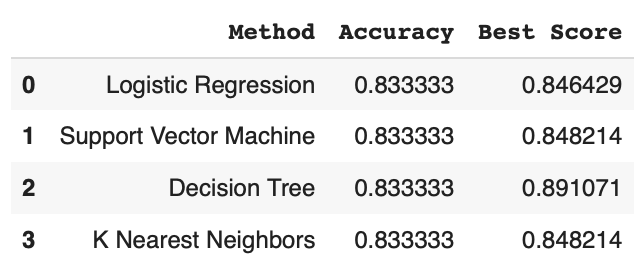 Method Accuracy Best Score
0 Logistic Regression 0.833333 0.846429
1 Support Vector Machine 0.833333 0.848214
2 Decision Tree 0.833333 0.891071
3 K Nearest Neighbors 0.833333 0.848214